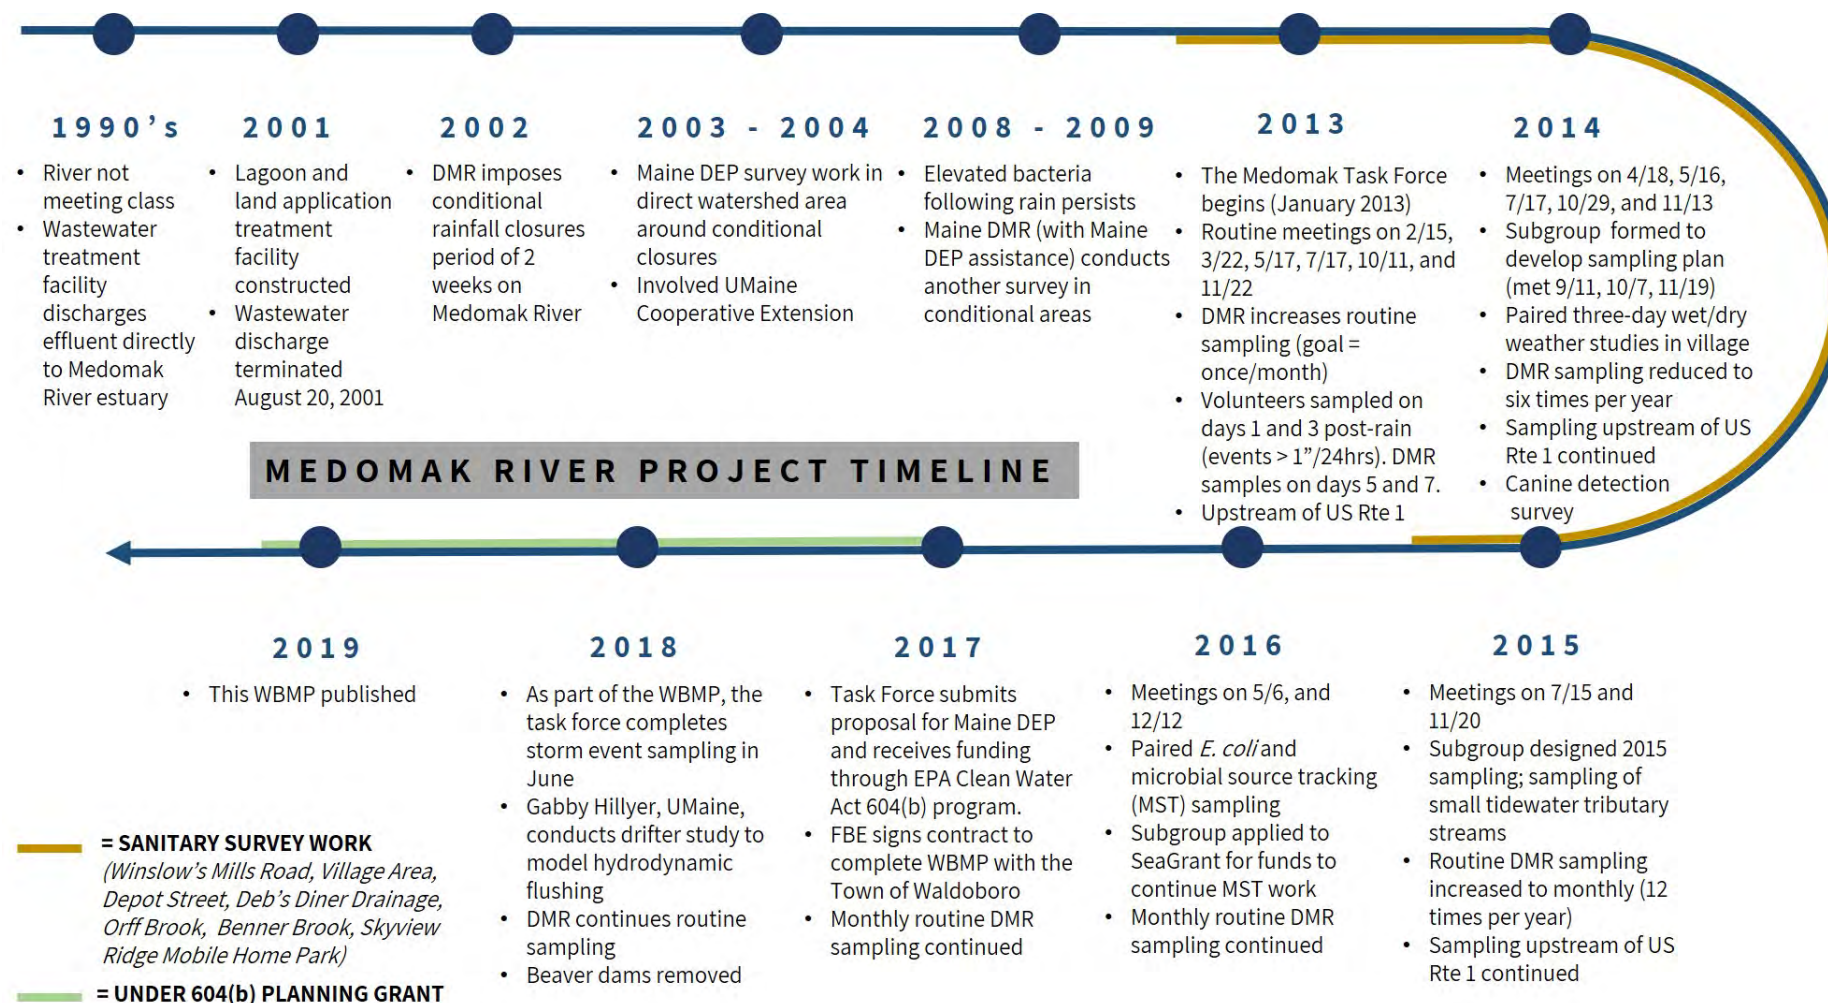 1990's
• River not
meeting class
• Wastewater
treatment
facility
discharges
effluent directly
to Medomak
River estuary
2001
• Lagoon and
land application
treatment
facility
constructed
• Wastewater
discharge
terminated
August 20, 2001
2002
• DMR imposes
conditional
rainfall closures
period of 2
weeks on
Medomak River
2003 - 2004
• Maine DEP survey work in
direct watershed area
around conditional
closures
• Involved UMaine
Cooperative Extension
2008 - 2009
• Elevated bacteria
following rain persists
• Maine DMR (with Maine
DEP assistance) conducts
another survey in
conditional areas
2013
• The Medomak Task Force
begins (January 2013)
• Routine meetings on 2/15,
3/22, 5/17, 7/17, 10/11, and
11/22
• DMR increases routine
sampling (goal =
once/month)
• Volunteers sampled on
days 1 and 3 post-rain
(events > 1”/24hrs). DMR
samples on days 5 and 7.
• Upstream of US Rte 1
2014
• Meetings on 4/18, 5/16,
7/17, 10/29, and 11/13
• Subgroup formed to
develop sampling plan
(met 9/11, 10/7, 11/19)
• Paired three-day wet/dry
weather studies in village
• DMR sampling reduced to
six times per year
• Sampling upstream of US
Rte 1 continued
• Canine detection
survey
MEDOMAK RIVER PROJECT TIMELINE
2019
• This WBMP published
2018
• As part of the WBMP, the
task force completes
storm event sampling in
June
• Gabby Hillyer, UMaine,
conducts drifter study to
model hydrodynamic
flushing
• DMR continues routine
sampling
• Beaver dams removed
2017
• Task Force submits
proposal for Maine DEP
and receives funding
through EPA Clean Water
Act 604(b) program.
• FBE signs contract to
complete WBMP with the
Town of Waldoboro
• Monthly routine DMR
sampling continued
2016
• Meetings on 5/6, and
12/12
• Paired E. coli and
microbial source tracking
(MST) sampling
• Subgroup applied to
SeaGrant for funds to
continue MST work
• Monthly routine DMR
sampling continued
2015
• Meetings on 7/15 and
11/20
• Subgroup designed 2015
sampling; sampling of
small tidewater tributary
streams
• Routine DMR sampling
increased to monthly (12
times per year)
• Sampling upstream of US
Rte 1 continued
= SANITARY SURVEY WORK
(Winslow's Mills Road, Village Area,
Depot Street, Deb's Diner Drainage,
Orff Brook, Benner Brook, Skyview
Ridge Mobile Home Park)
= UNDER 604(b) PLANNING GRANT